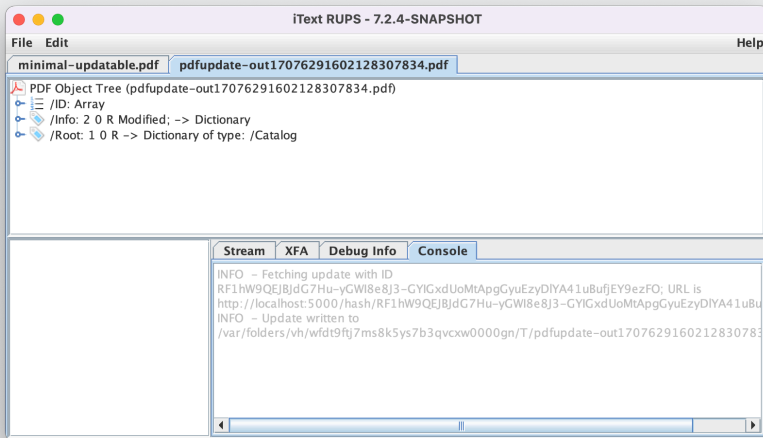 iText RUPS - 7.2.4-SNAPSHOT
File Edit Help
minimal-updatable.pdf pdfupdate-out17076291602128307834.pdf
PDF Object Tree (pdfupdate-out17076291602128307834.pdf)
/ID: Array
/Info: 2 0 R Modified; -> Dictionary
/Root: 1 0 R -> Dictionary of type: /Catalog
Stream XFA Debug Info Console
INFO - Fetching update with ID
RF1hW9QEJBJdG7Hu-yGWI8e8J3-GYIGxdUoMtApgGyuEzyDlYA41uBufjEY9ezFO; URL is
http://localhost:5000/hash/RF1hW9QEJBJdG7Hu-yGWI8e8J3-GYIGxdUoMtApgGyuEzyDlYA41uBu
INFO - Update written to
/var/folders/vh/wfdt9ftj7ms8k5ys7b3qvcxw0000gn/T/pdfupdate-out1707629160212830783